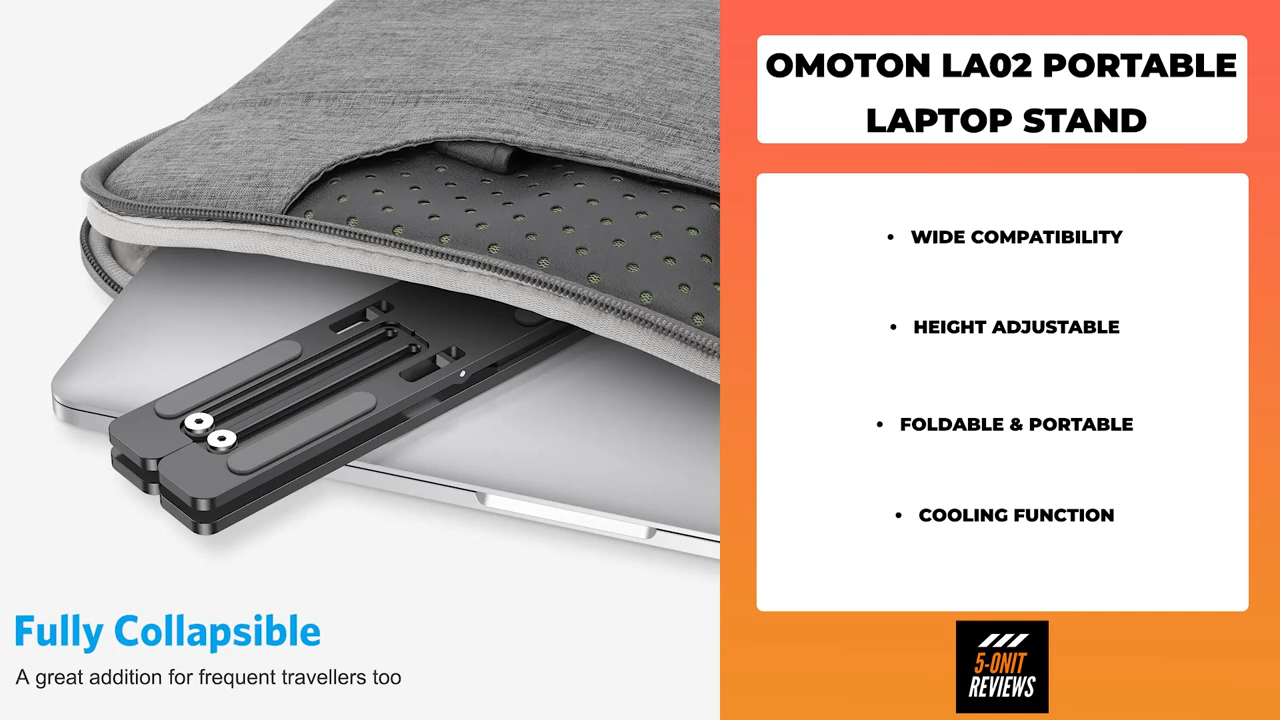 Fully Collapsible
A great addition for frequent travellers too
OMOTON LA02 PORTABLE
LAPTOP STAND
• WIDE COMPATIBILITY
• HEIGHT ADJUSTABLE
• FOLDABLE & PORTABLE
• COOLING FUNCTION
5-ONIT
REVIEWS